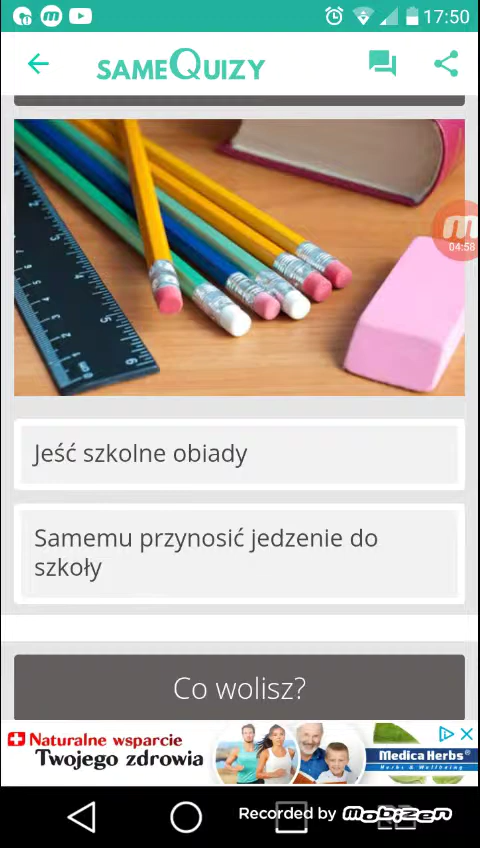 17:50
SAMEQUIZY
04:58
Jeść szkolne obiady
Samemu przynosić jedzenie do
szkoły
Co wolisz?
Naturalne wsparcie
Twojego zdrowia
Medica Herbs®
Herbs & Wellbeing
Recorded by Mobizen